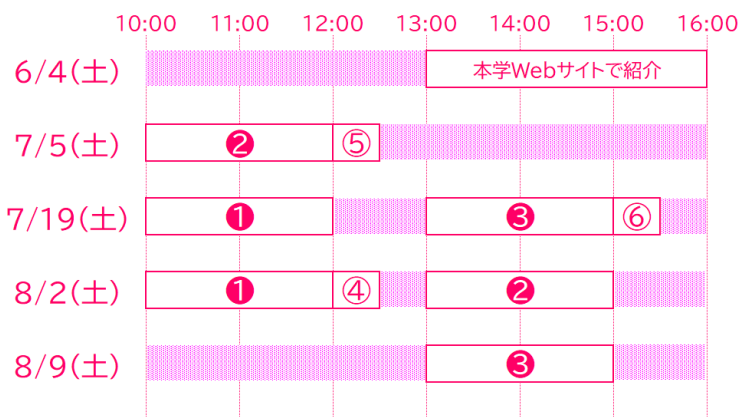 10:00 11:00 12:00 13:00 14:00 15:00 16:00
6/4(土) 本学Webサイトで紹介
7/5(土) ❷ ⑤
7/19(土) ❶ ❸ ⑥
8/2(土) ❶ ④ ❷
8/9(土) ❸